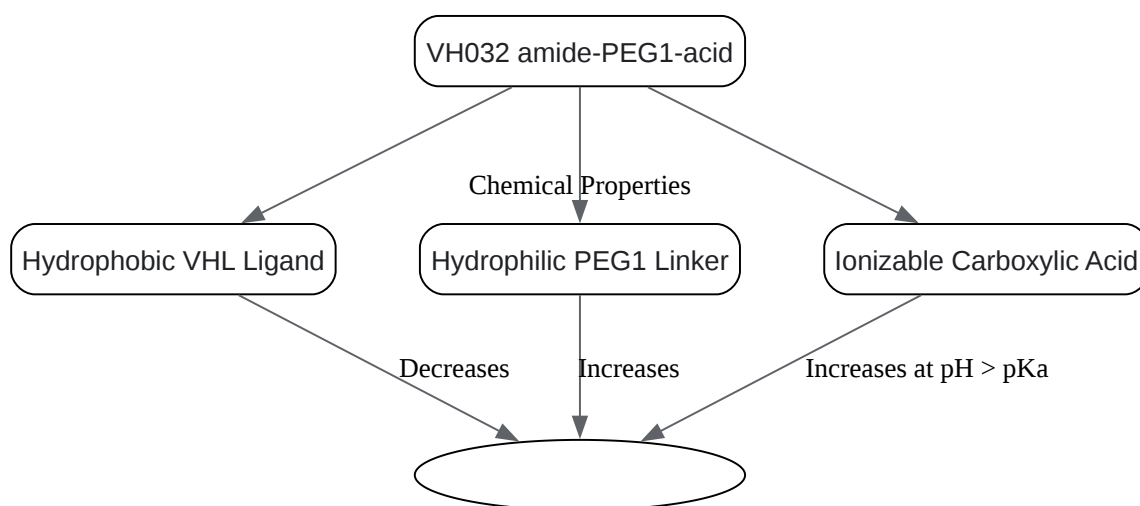 VH032 amide-PEG1-acid
Chemical Properties
Hydrophobic VHL Ligand
Hydrophilic PEG1 Linker
Ionizable Carboxylic Acid
Decreases
Increases
Increases at pH > pKa